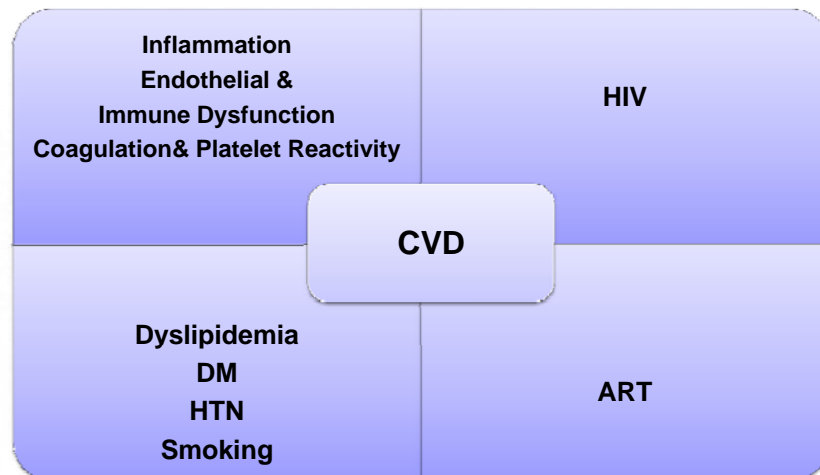 Inflammation
Endothelial &
Immune Dysfunction
Coagulation& Platelet Reactivity
HIV
CVD
Dyslipidemia
DM
HTN
Smoking
ART